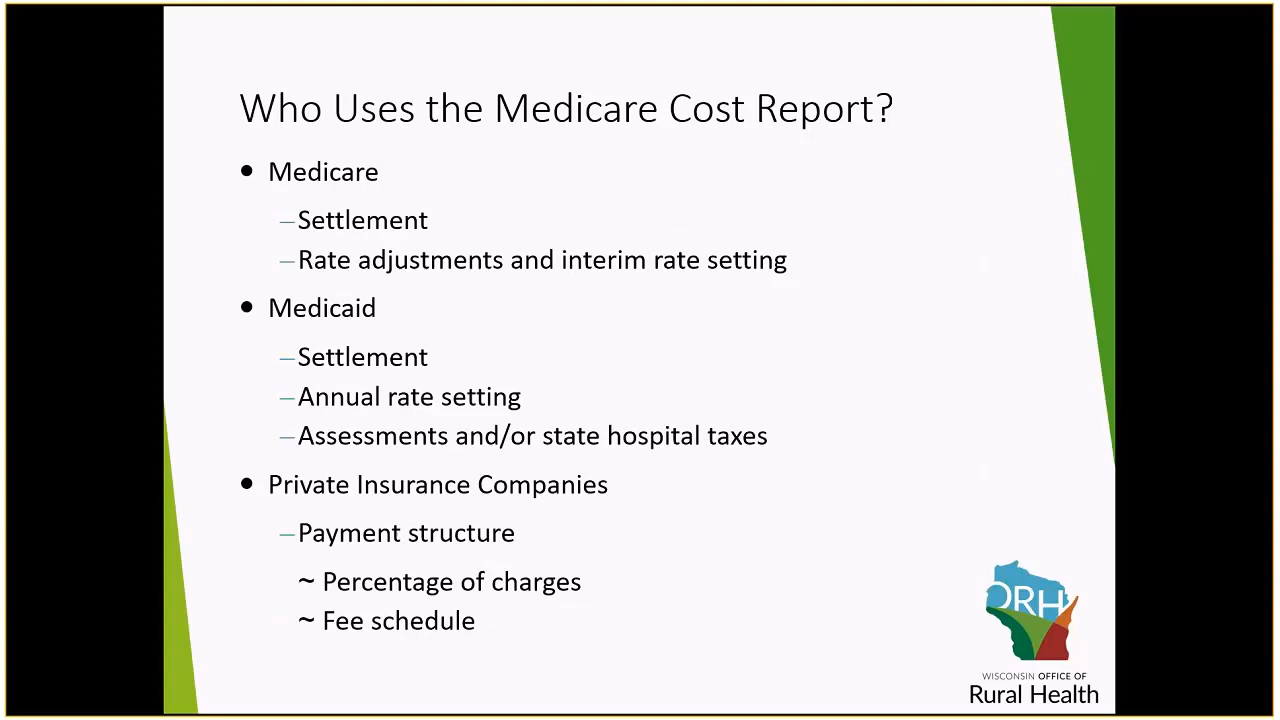 Who Uses the Medicare Cost Report?
● Medicare
–Settlement
–Rate adjustments and interim rate setting
● Medicaid
–Settlement
–Annual rate setting
–Assessments and/or state hospital taxes
● Private Insurance Companies
–Payment structure
~ Percentage of charges
~ Fee schedule
ORH
WISCONSIN OFFICE OF
Rural Health